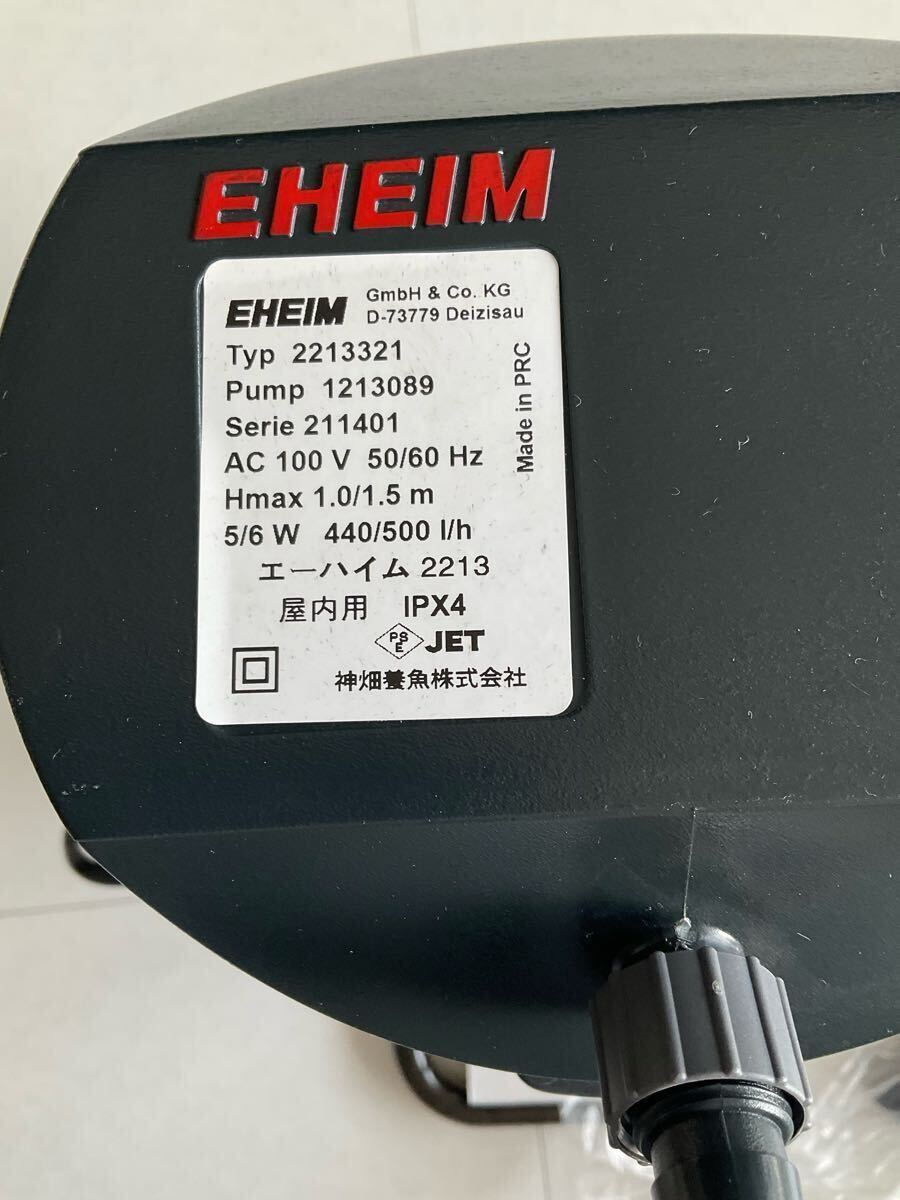 EHEIM
EHEIM GmbH & Co. KG
D-73779 Deizisau
Typ 2213321
Pump 1213089
Serie 211401
AC 100 V 50/60 Hz
Hmax 1.0/1.5 m
5/6 W 440/500 l/h
Made in PRC
エーハイム 2213
屋内用 IPX4
PS
E JET
神畑養魚株式会社